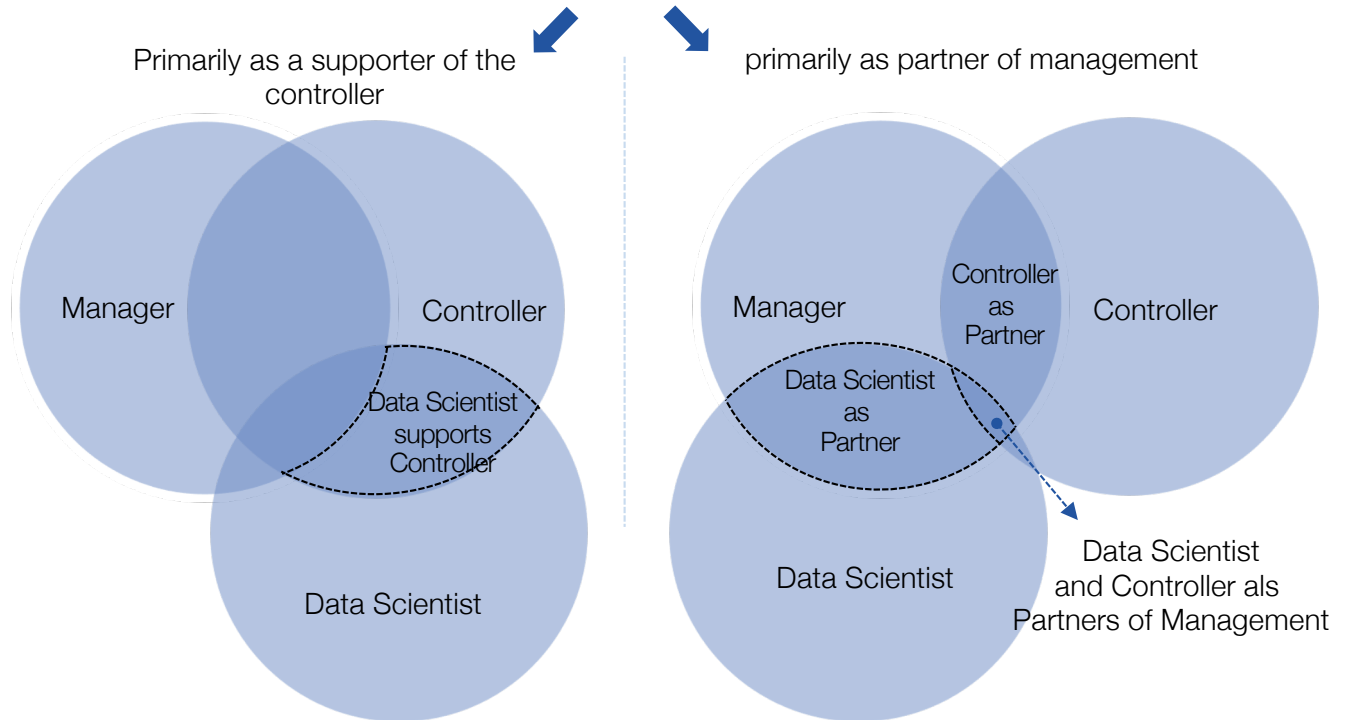 Primarily as a supporter of the
controller
Manager
Controller
Data Scientist
supports
Controller
Data Scientist
primarily as partner of management
Manager
Controller
as
Partner
Controller
Data Scientist
as
Partner
Data Scientist
Data Scientist
and Controller als
Partners of Management